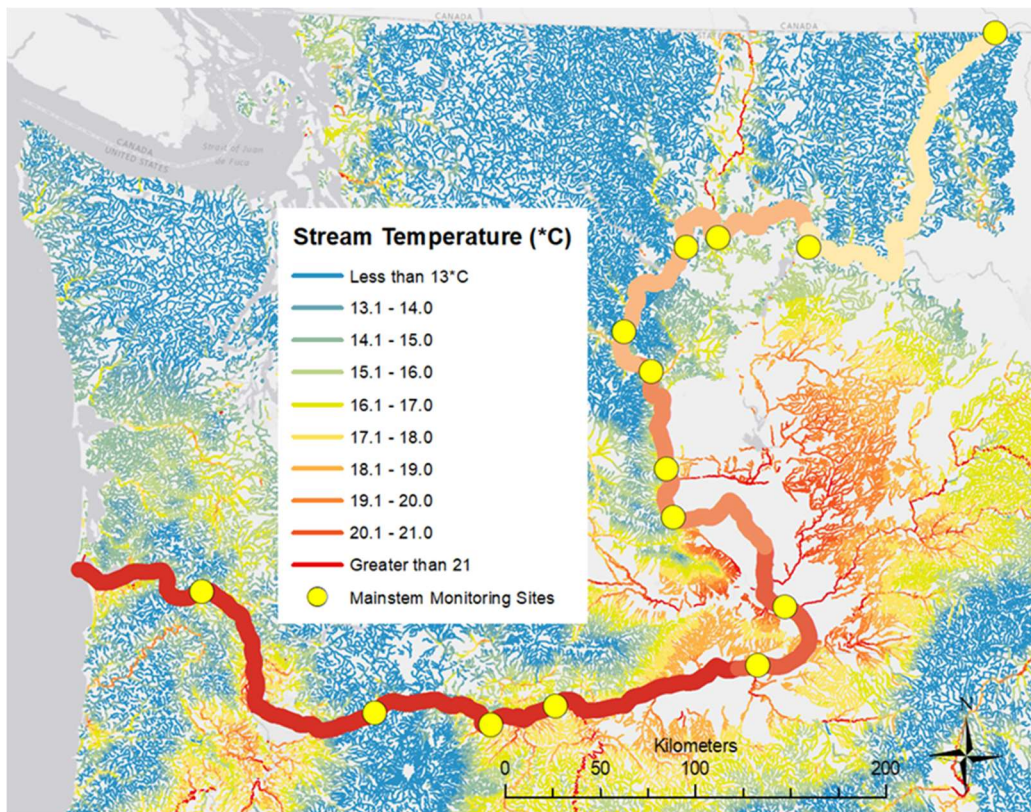 CANADA
CANADA
CANADA
UNITED STATES
Strait of Juan
de Fuca
Stream Temperature (*C)
Less than 13*C
13.1 - 14.0
14.1 - 15.0
15.1 - 16.0
16.1 - 17.0
17.1 - 18.0
18.1 - 19.0
19.1 - 20.0
20.1 - 21.0
Greater than 21
Mainstem Monitoring Sites
N
Kilometers
0 50 100 200